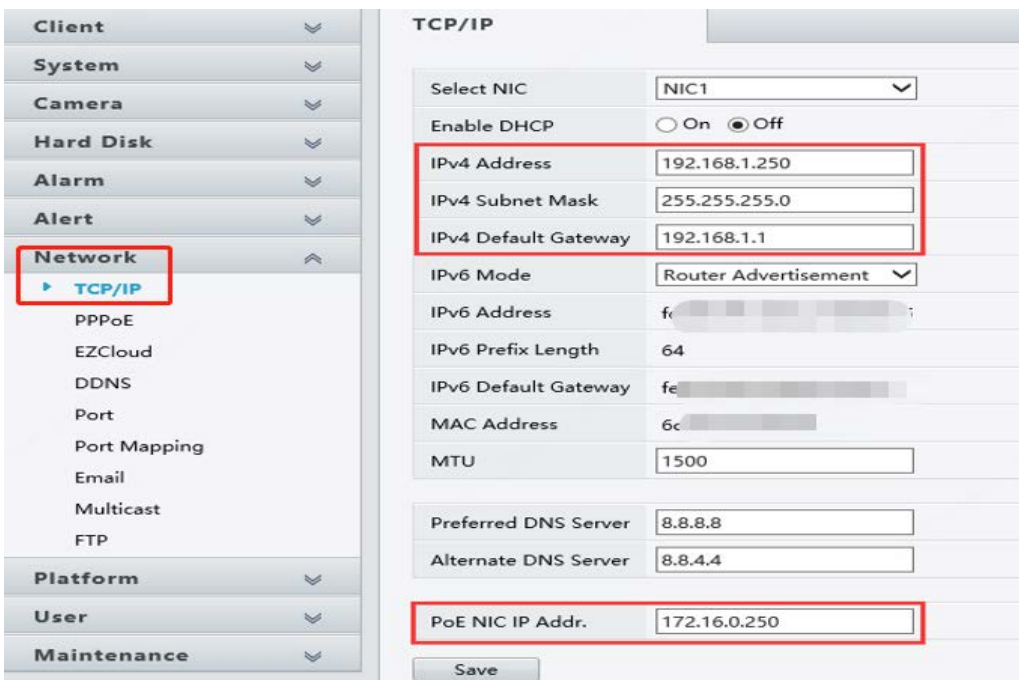 Client
System
Camera
Hard Disk
Alarm
Alert
Network
TCP/IP
PPPoE
EZCloud
DDNS
Port
Port Mapping
Email
Multicast
FTP
Platform
User
Maintenance
TCP/IP
Select NIC NIC1
Enable DHCP On Off
IPv4 Address 192.168.1.250
IPv4 Subnet Mask 255.255.255.0
IPv4 Default Gateway 192.168.1.1
IPv6 Mode Router Advertisement
IPv6 Address
IPv6 Prefix Length 64
IPv6 Default Gateway
MAC Address
MTU 1500
Preferred DNS Server 8.8.8.8
Alternate DNS Server 8.8.4.4
PoE NIC IP Addr. 172.16.0.250
Save